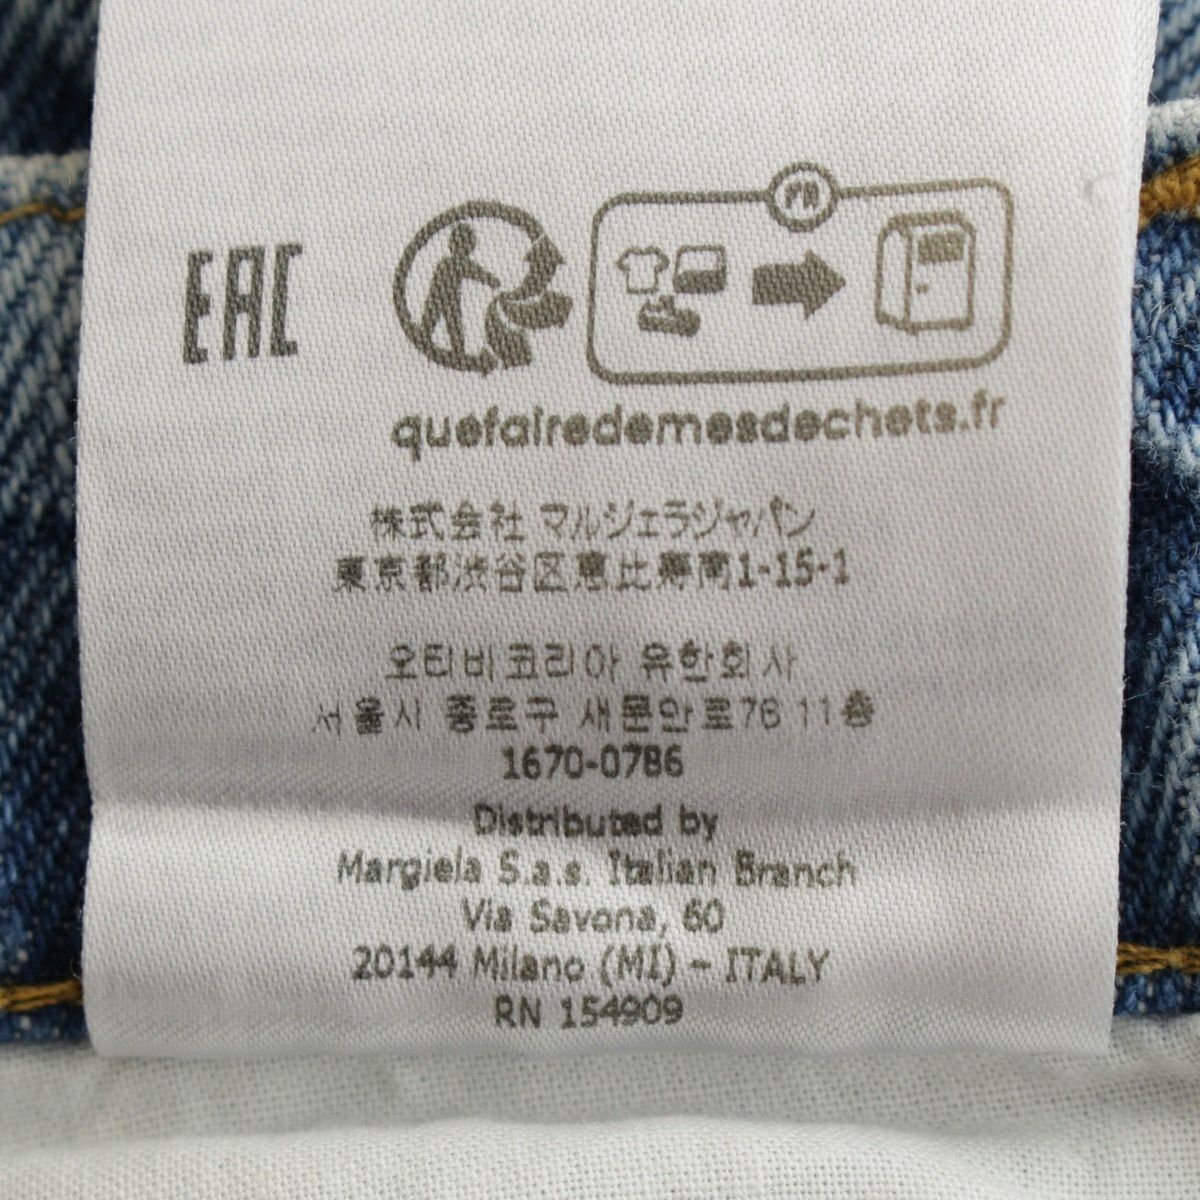 EAC
FR
quefairedemesdechets.fr
株式会社 マルジェラジャパン
東京都渋谷区恵比寿南1-15-1
오티비코리아 유한회사
서울시 종로구 새문안로76 11층
1670-0786
Distributed by
Margiela S.a.s. Italian Branch
Via Savona, 60
20144 Milano (MI) - ITALY
RN 154909